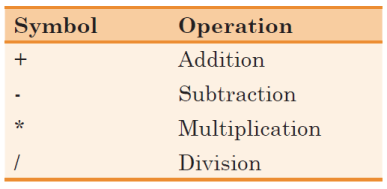 Symbol Operation
+ Addition
- Subtraction
* Multiplication
/ Division